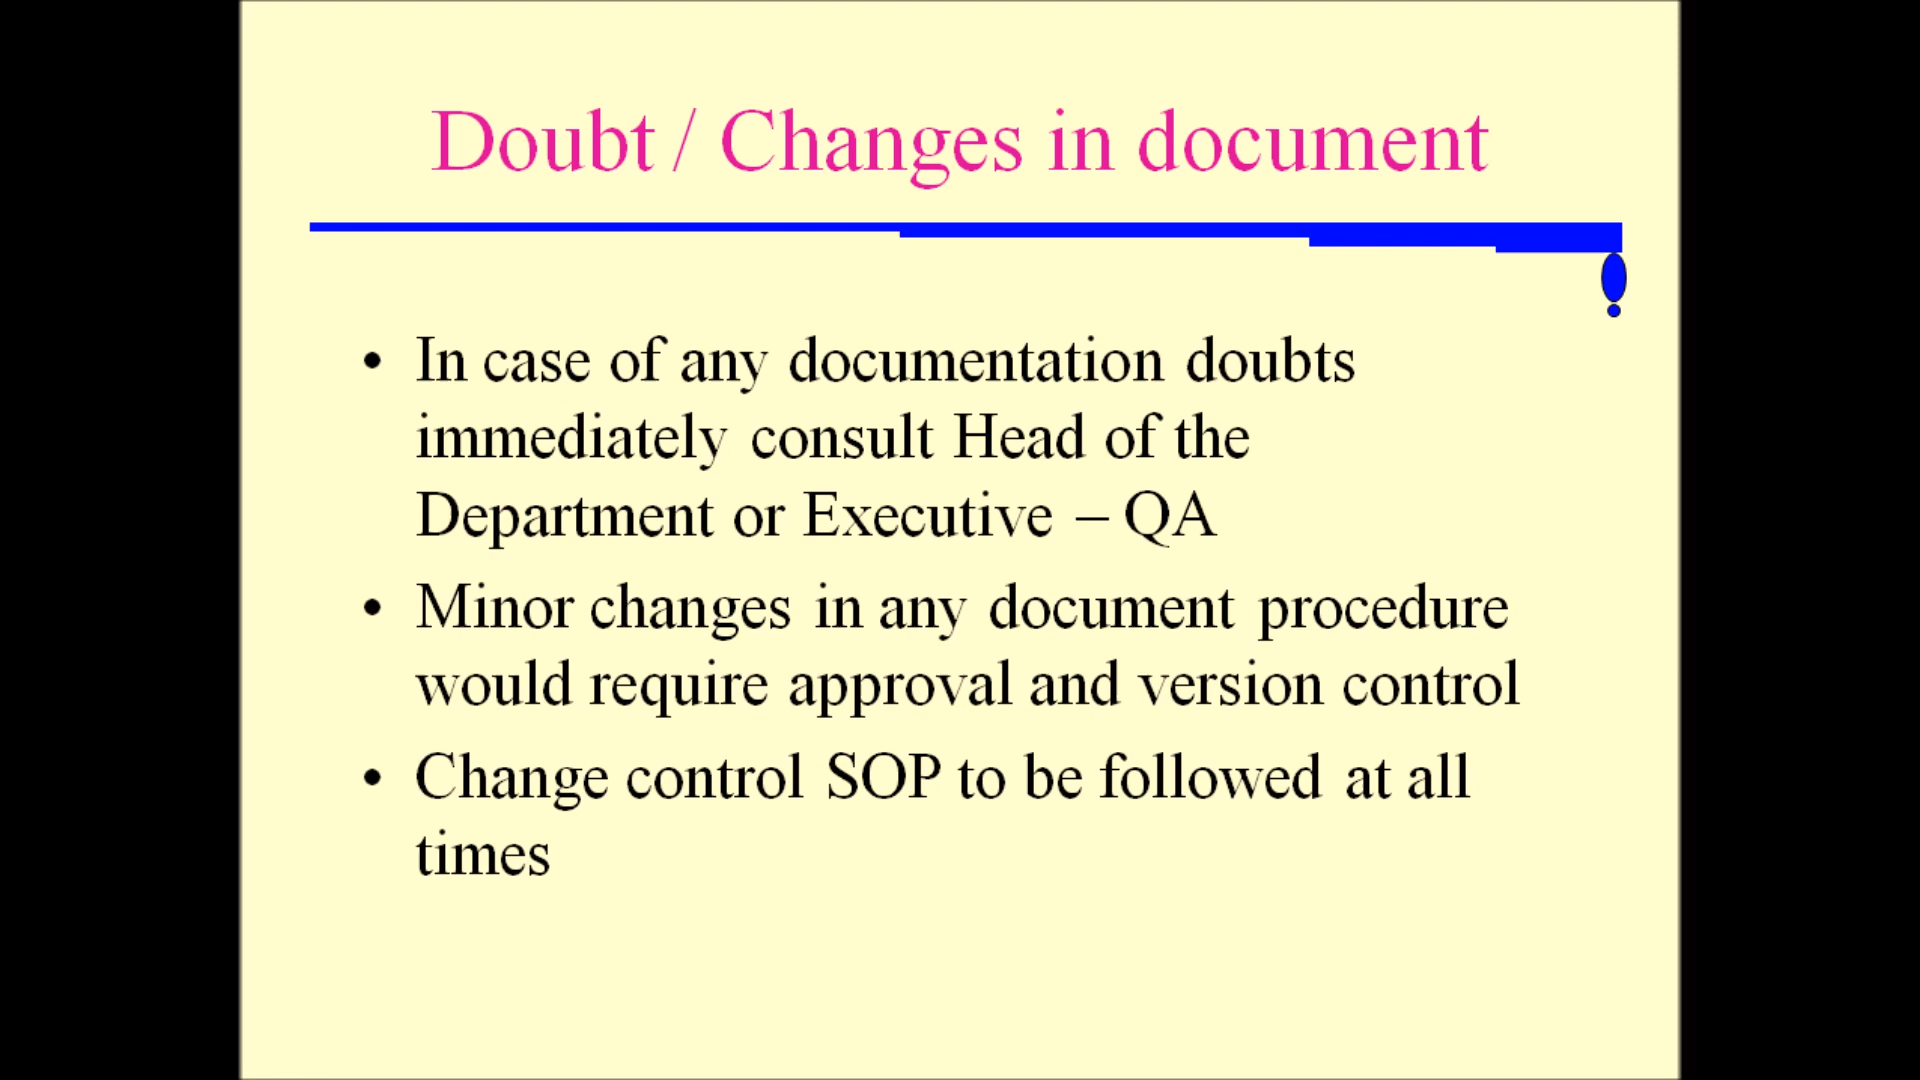 Doubt / Changes in document
• In case of any documentation doubts
immediately consult Head of the
Department or Executive – QA
• Minor changes in any document procedure
would require approval and version control
• Change control SOP to be followed at all
times